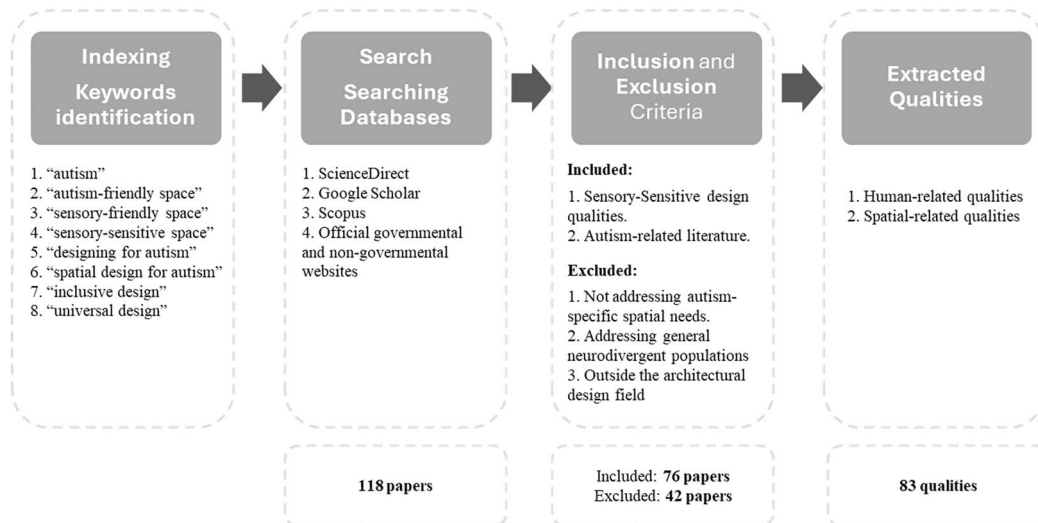 Indexing
Keywords
identification
1. “autism”
2. “autism-friendly space”
3. “sensory-friendly space”
4. “sensory-sensitive space”
5. “designing for autism”
6. “spatial design for autism”
7. “inclusive design”
8. “universal design”
Search
Searching
Databases
1. ScienceDirect
2. Google Scholar
3. Scopus
4. Official governmental
and non-governmental
websites
118 papers
Inclusion and
Exclusion
Criteria
Included:
1. Sensory-Sensitive design
qualities.
2. Autism-related literature.
Excluded:
1. Not addressing autism-
specific spatial needs.
2. Addressing general
neurodivergent populations
3. Outside the architectural
design field
Included: 76 papers
Excluded: 42 papers
Extracted
Qualities
1. Human-related qualities
2. Spatial-related qualities
83 qualities